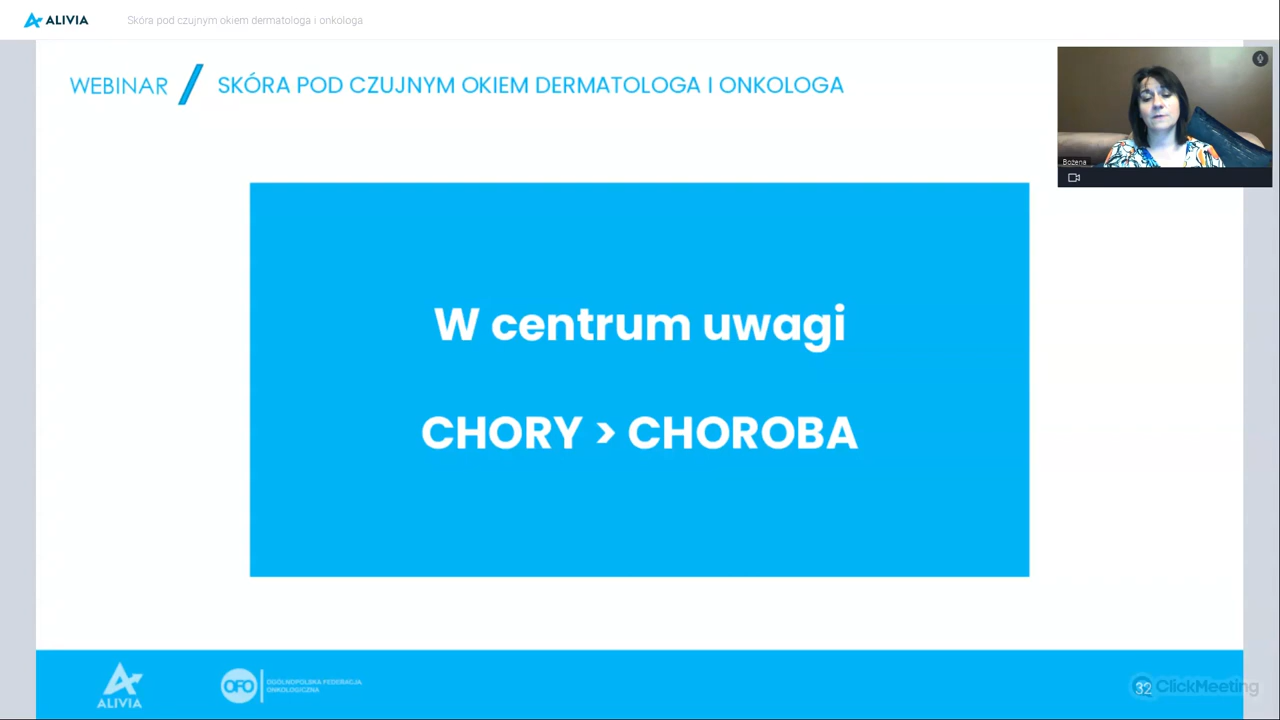 ALIVIA
Skóra pod czujnym okiem dermatologa i onkologa
WEBINAR / SKÓRA POD CZUJNYM OKIEM DERMATOLOGA I ONKOLOGA
Bożena
W centrum uwagi
CHORY > CHOROBA
ALIVIA
OFO
OGÓLNOPOLSKA FEDERACJA
ONKOLOGICZNA
32
ClickMeeting